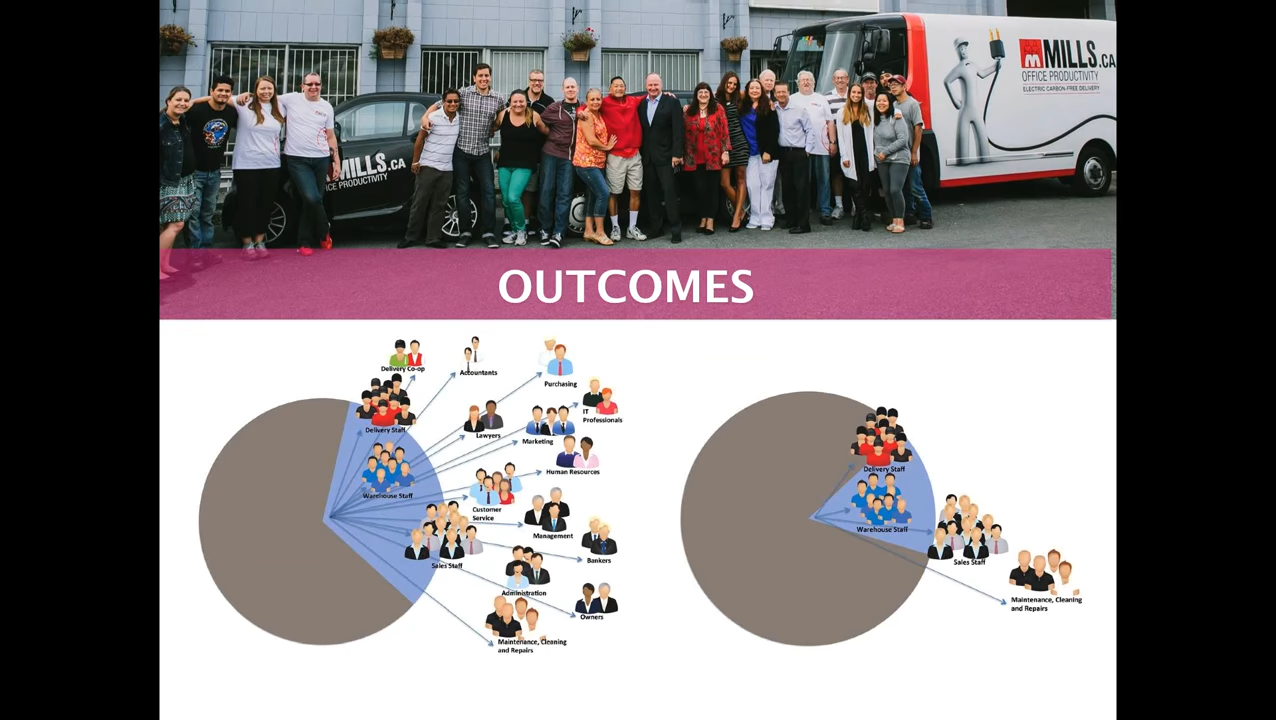 MILLS.CA
OFFICE PRODUCTIVITY
ELECTRIC CARBON-FREE DELIVERY
MILLS.CA
OFFICE PRODUCTIVITY
OUTCOMES
Delivery Co-op
Accountants
Purchasing
IT
Professionals
Delivery Staff
Lawyers
Marketing
Human Resources
Warehouse Staff
Customer
Service
Management
Sales Staff
Bankers
Administration
Owners
Maintenance, Cleaning
and Repairs
Delivery Staff
Warehouse Staff
Sales Staff
Maintenance, Cleaning
and Repairs